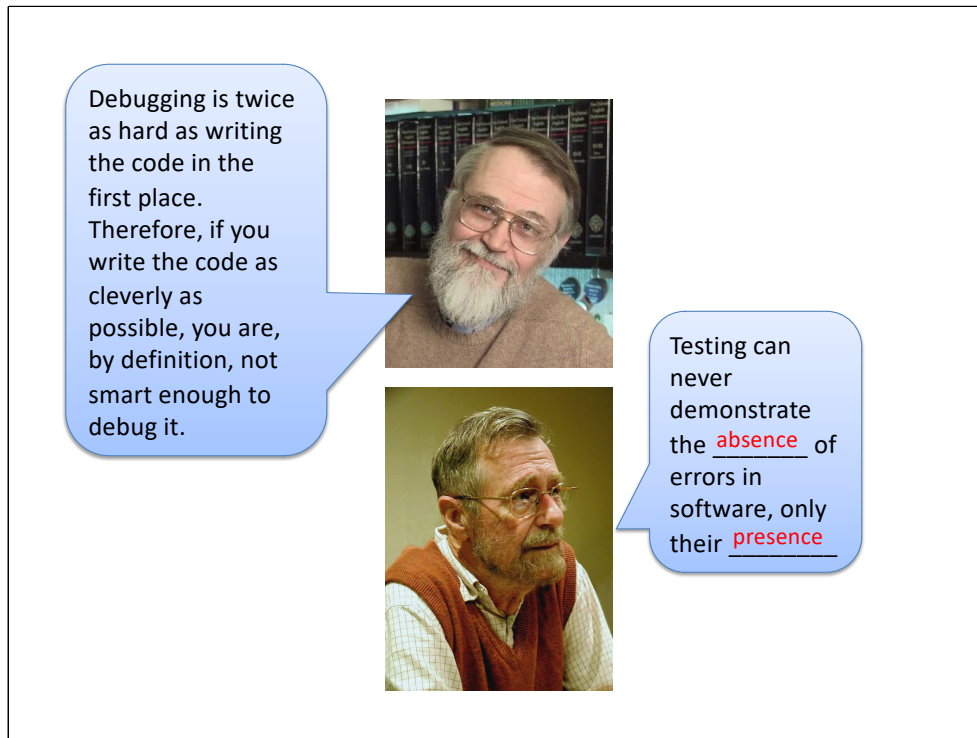 Debugging is twice
as hard as writing
the code in the
first place.
Therefore, if you
write the code as
cleverly as
possible, you are,
by definition, not
smart enough to
debug it.
Testing can
never
demonstrate
the absence of
errors in
software, only
their presence